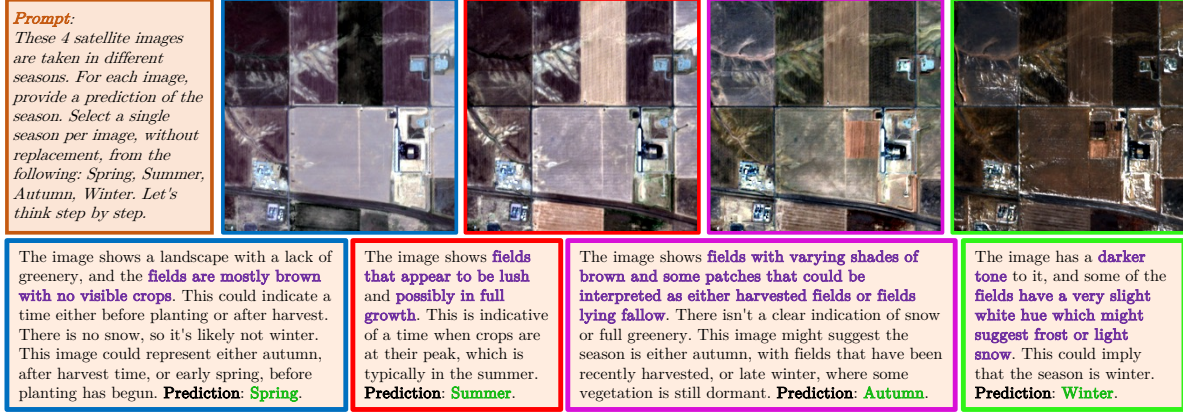 Prompt:
These 4 satellite images
are taken in different
seasons. For each image,
provide a prediction of the
season. Select a single
season per image, without
replacement, from the
following: Spring, Summer,
Autumn, Winter. Let's
think step by step.
The image shows a landscape with a lack of
greenery, and the fields are mostly brown
with no visible crops. This could indicate a
time either before planting or after harvest.
There is no snow, so it's likely not winter.
This image could represent either autumn,
after harvest time, or early spring, before
planting has begun. Prediction: Spring.
The image shows fields
that appear to be lush
and possibly in full
growth. This is indicative
of a time when crops are
at their peak, which is
typically in the summer.
Prediction: Summer.
The image shows fields with varying shades of
brown and some patches that could be
interpreted as either harvested fields or fields
lying fallow. There isn't a clear indication of snow
or full greenery. This image might suggest the
season is either autumn, with fields that have been
recently harvested, or late winter, where some
vegetation is still dormant. Prediction: Autumn.
The image has a darker
tone to it, and some of the
fields have a very slight
white hue which might
suggest frost or light
snow. This could imply
that the season is winter.
Prediction: Winter.